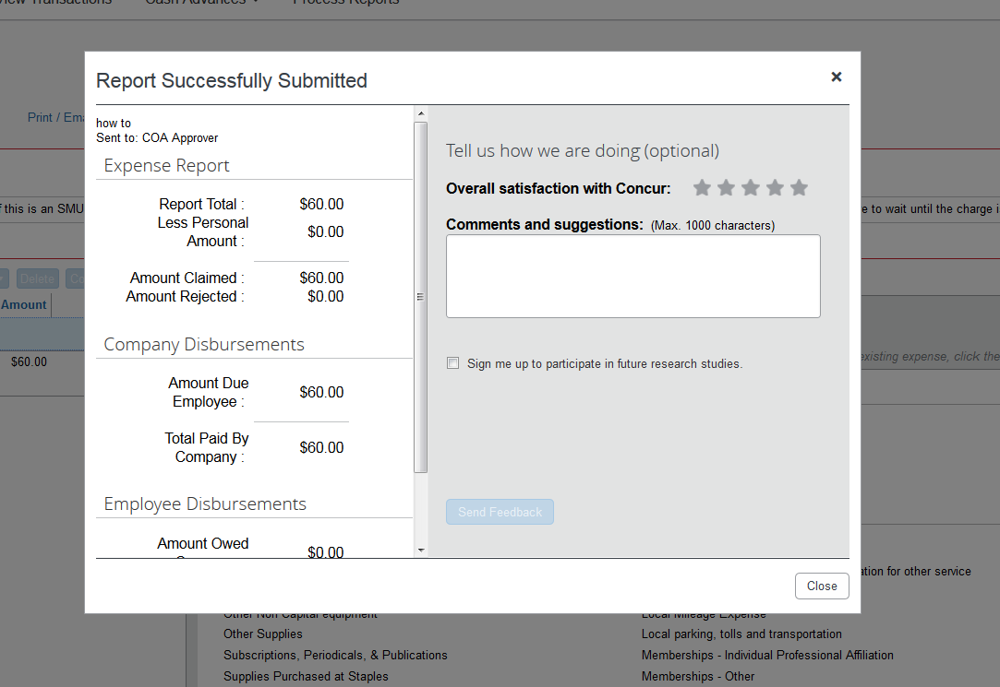 View Transactions Cash Advances Process Reports
Report Successfully Submitted
Print / Ema
how to
Sent to: COA Approver
Expense Report
Report Total : $60.00
Less Personal
Amount : $0.00
Amount Claimed : $60.00
Amount Rejected : $0.00
Company Disbursements
Amount Due
Employee : $60.00
Total Paid By
Company : $60.00
Employee Disbursements
Amount Owed
$0.00
Tell us how we are doing (optional)
Overall satisfaction with Concur:
Comments and suggestions: (Max. 1000 characters)
Sign me up to participate in future research studies.
Send Feedback
Close
f this is an SMU
e to wait until the charge i
Delete Co
Amount
$60.00
existing expense, click the
ation for other service
Other Non Capital equipment
Other Supplies
Subscriptions, Periodicals, & Publications
Supplies Purchased at Staples
Local Mileage Expense
Local parking, tolls and transportation
Memberships - Individual Professional Affiliation
Memberships - Other